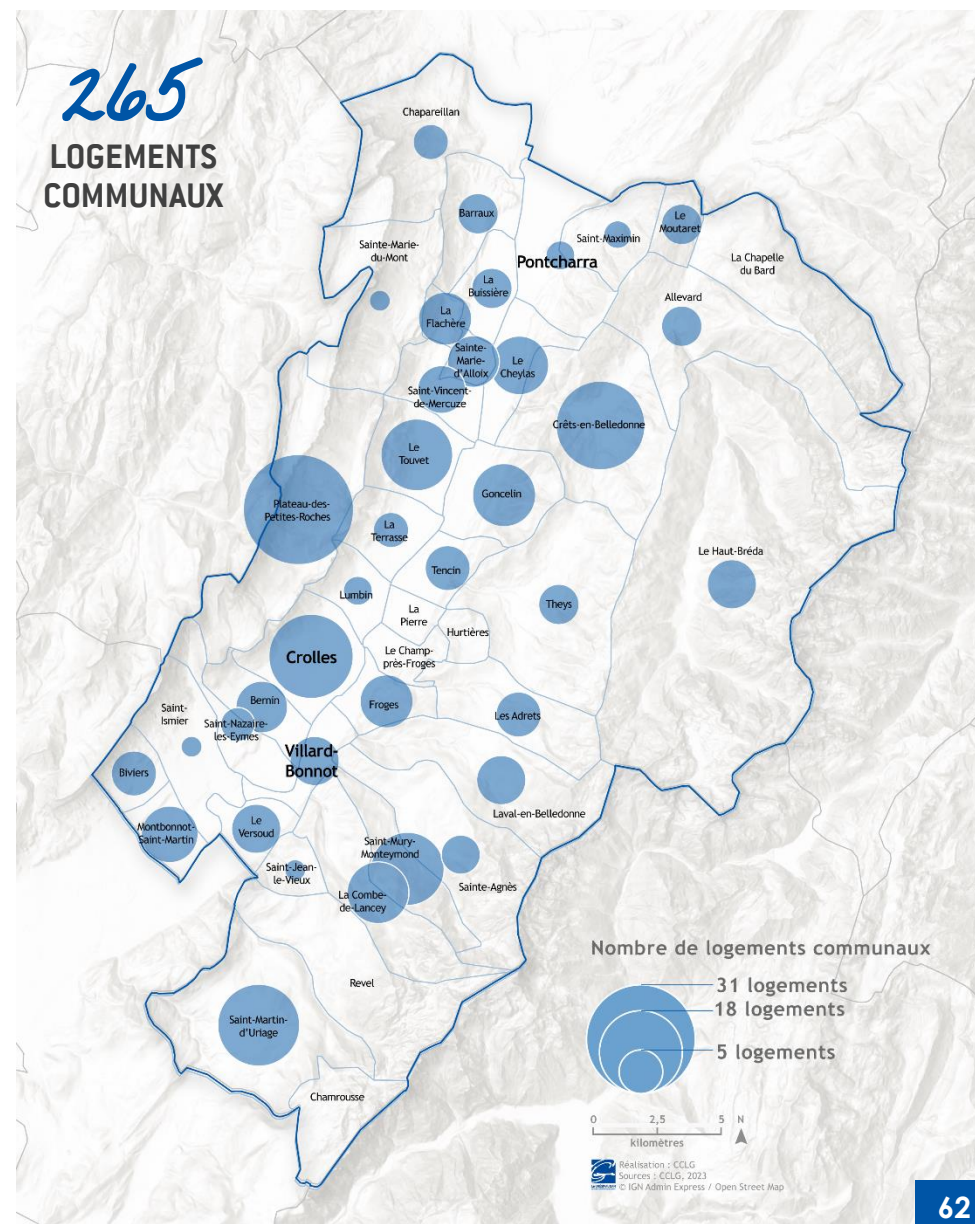 265
LOGEMENTS
COMMUNAUX
Chapareillan
Barraux
Le
Moutaret
Saint-Maximin
Sainte-Marie-
du-Mont
Pontcharra
La Chapelle
du Bard
La
Buissière
Allevard
La
Flachère
Sainte-
Marie-
d'Alloix
Le
Cheylas
Saint-Vincent-
de-Mercuze
Crêts-en-Belledonne
Le
Touvet
Goncelin
Plateau-des-
Petites-Roches
La
Terrasse
Le Haut-Bréda
Tencin
Lumbin
Theys
La
Pierre
Hurtières
Crolles
Le Champ-
près-Froges
Bernin
Froges
Saint-
Ismier
Saint-Nazaire-
les-Eymes
Les Adrets
Villard-
Bonnot
Biviers
Laval-en-Belledonne
Montbonnot-
Saint-Martin
Le
Versoud
Saint-Mury-
Monteymond
Saint-Jean-
le-Vieux
Sainte-Agnès
La Combe-
de-Lancey
Revel
Saint-Martin-
d'Uriage
Chamrousse
Nombre de logements communaux
31 logements
18 logements
5 logements
0 2,5 5 N
kilomètres
Réalisation : CCLG
Sources : CCLG, 2023
© IGN Admin Express / Open Street Map
62